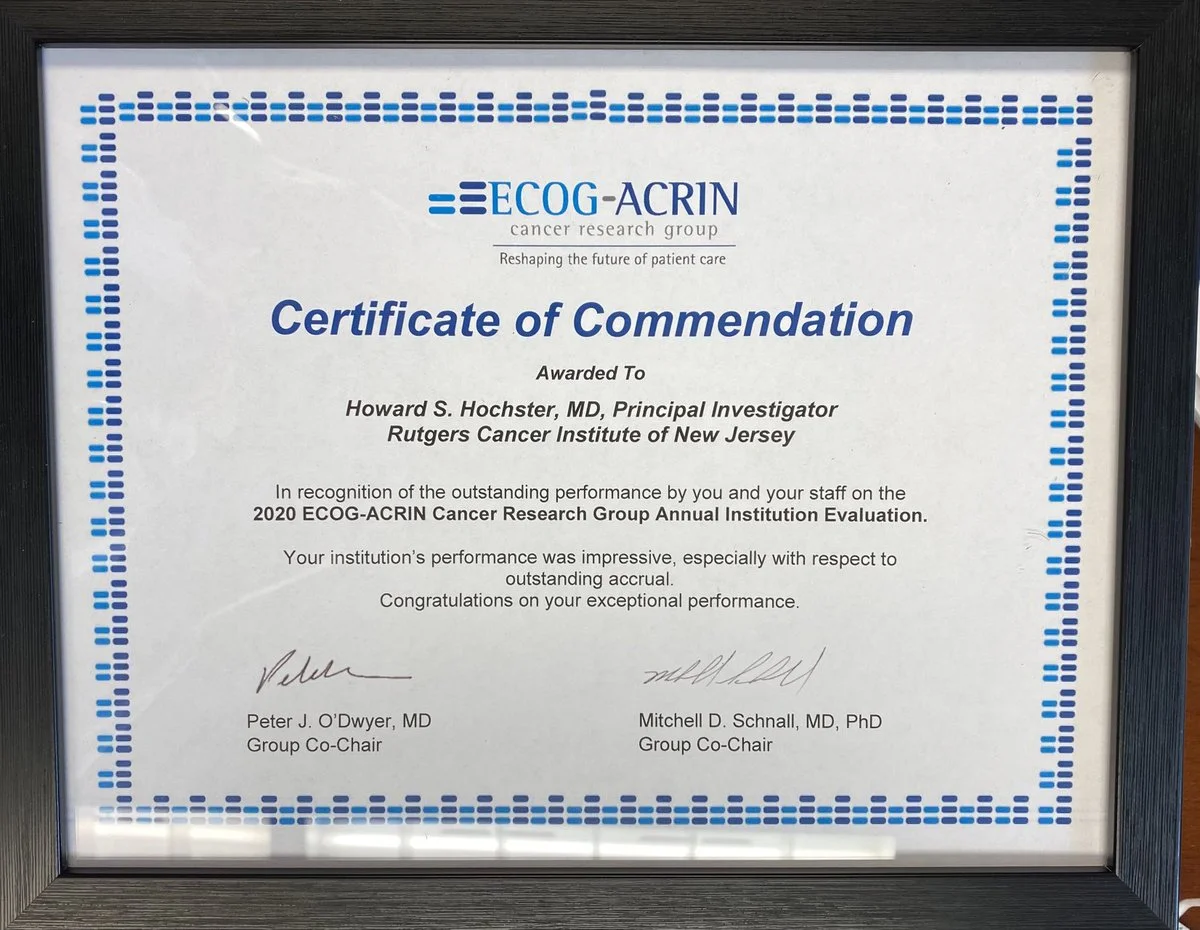 ECOG-ACRIN
cancer research group
Reshaping the future of patient care
Certificate of Commendation
Awarded To
Howard S. Hochster, MD, Principal Investigator
Rutgers Cancer Institute of New Jersey
In recognition of the outstanding performance by you and your staff on the
2020 ECOG-ACRIN Cancer Research Group Annual Institution Evaluation.
Your institution's performance was impressive, especially with respect to
outstanding accrual.
Congratulations on your exceptional performance.
Peter J. O'Dwyer, MD
Group Co-Chair
Mitchell D. Schnall, MD, PhD
Group Co-Chair